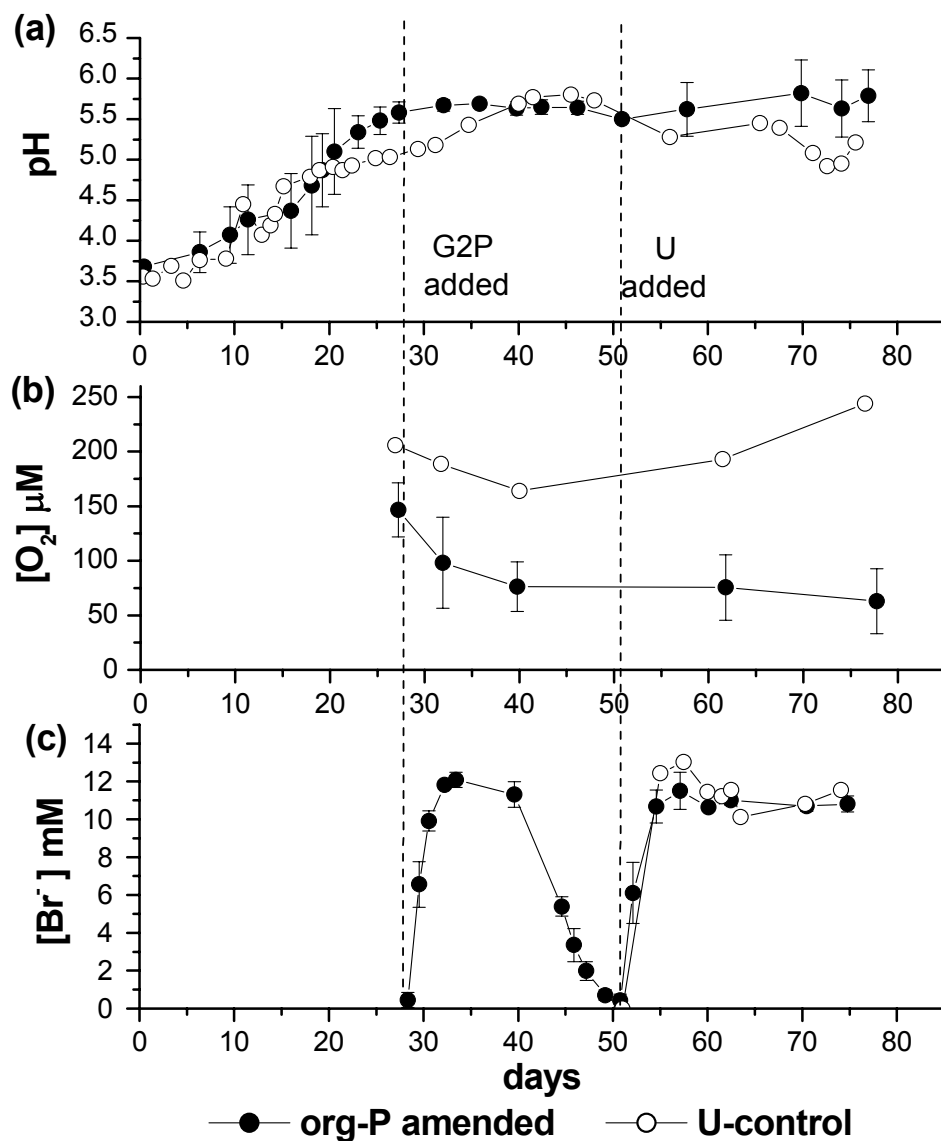 (a)
6.5
6.0
5.5
5.0
4.5
4.0
3.5
3.0
pH
G2P
added
U
added
0 10 20 30 40 50 60 70 80
(b)
250
200
150
100
50
0
[O2] μM
0 10 20 30 40 50 60 70 80
(c)
14
12
10
8
6
4
2
0
[Br-] mM
0 10 20 30 40 50 60 70 80
days
org-P amended U-control